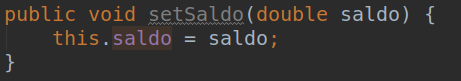 public void setSaldo(double saldo) {
    this.saldo = saldo;
}